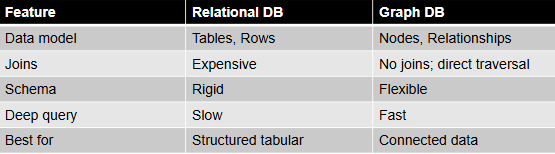 Feature Relational DB Graph DB
Data model Tables, Rows Nodes, Relationships
Joins Expensive No joins; direct traversal
Schema Rigid Flexible
Deep query Slow Fast
Best for Structured tabular Connected data